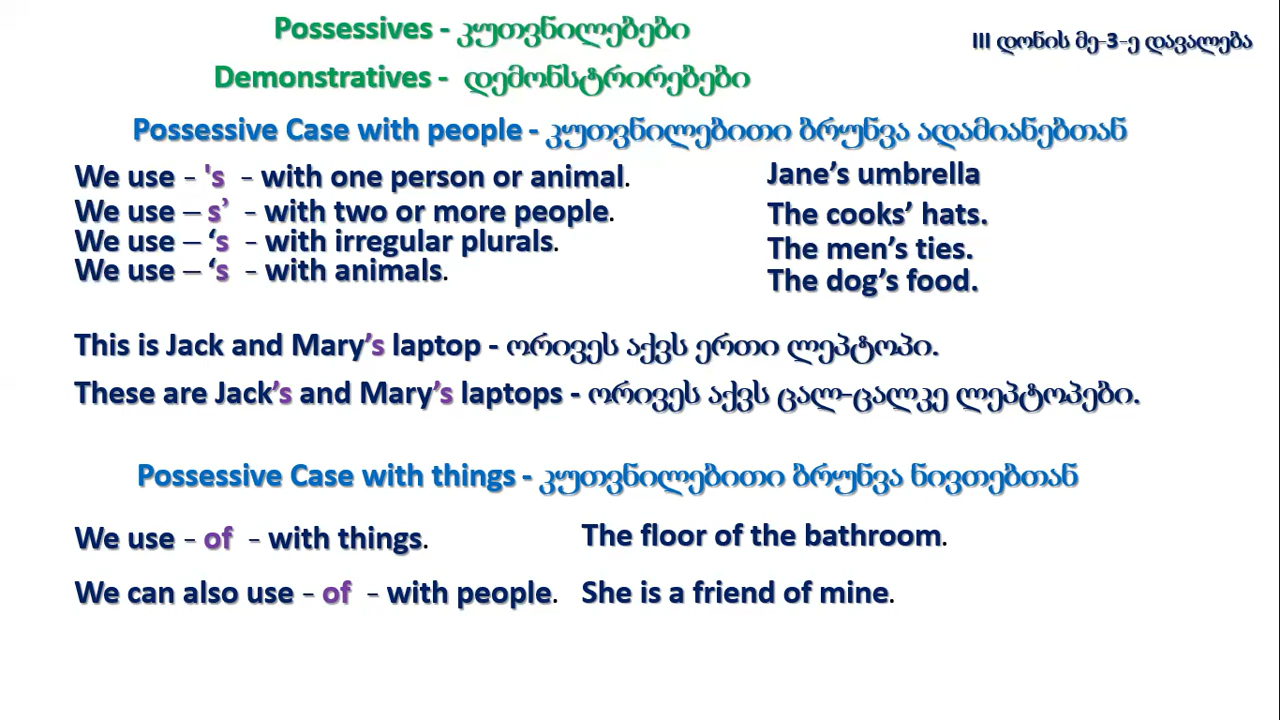 Possessives - კუთვნილებები
III დონის მე-3-ე დავალება
Demonstratives - დემონსტრირებები
Possessive Case with people - კუთვნილებითი ბრუნვა ადამიანებთან
We use - 's - with one person or animal. Jane’s umbrella
We use – s’ - with two or more people. The cooks’ hats.
We use – ‘s - with irregular plurals. The men’s ties.
We use – ‘s - with animals. The dog’s food.
This is Jack and Mary’s laptop - ორივეს აქვს ერთი ლეპტოპი.
These are Jack’s and Mary’s laptops - ორივეს აქვს ცალ-ცალკე ლეპტოპები.
Possessive Case with things - კუთვნილებითი ბრუნვა ნივთებთან
We use - of - with things. The floor of the bathroom.
We can also use - of - with people. She is a friend of mine.